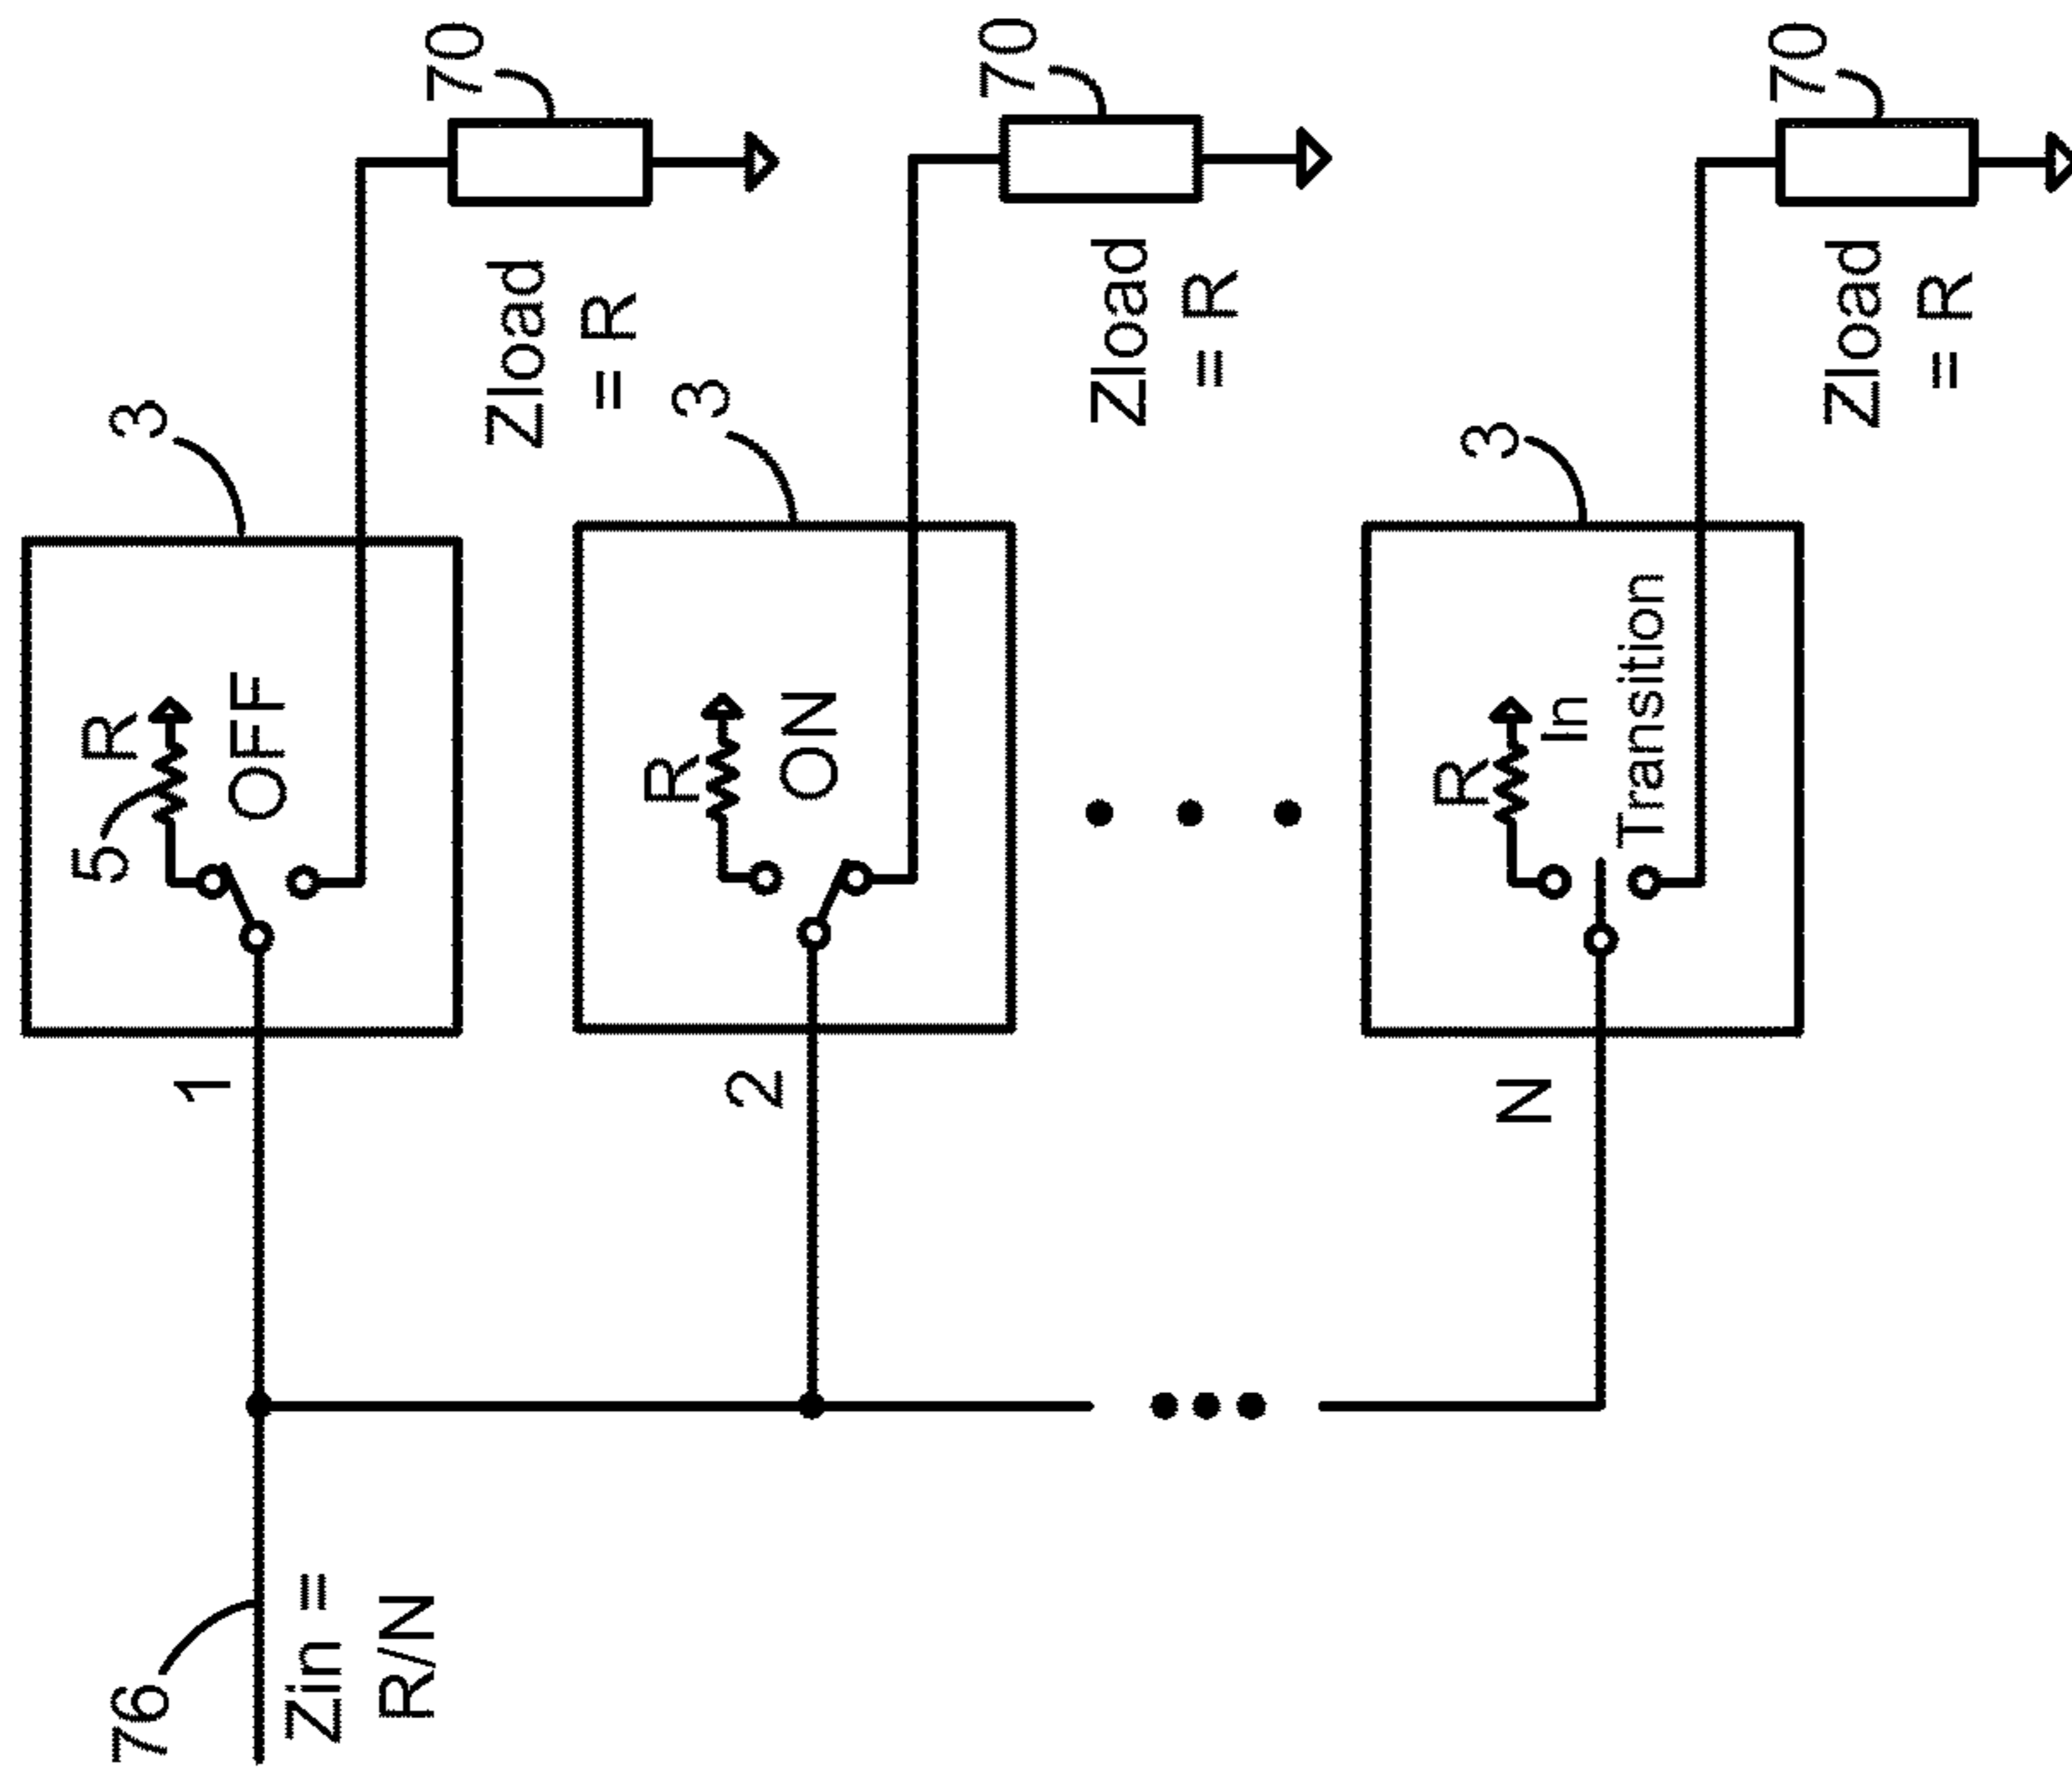 76
Zin =
R/N
1
5
R
OFF
3
Zload
= R
70
2
R
ON
3
Zload
= R
70
N
R
In
Transition
3
Zload
= R
70